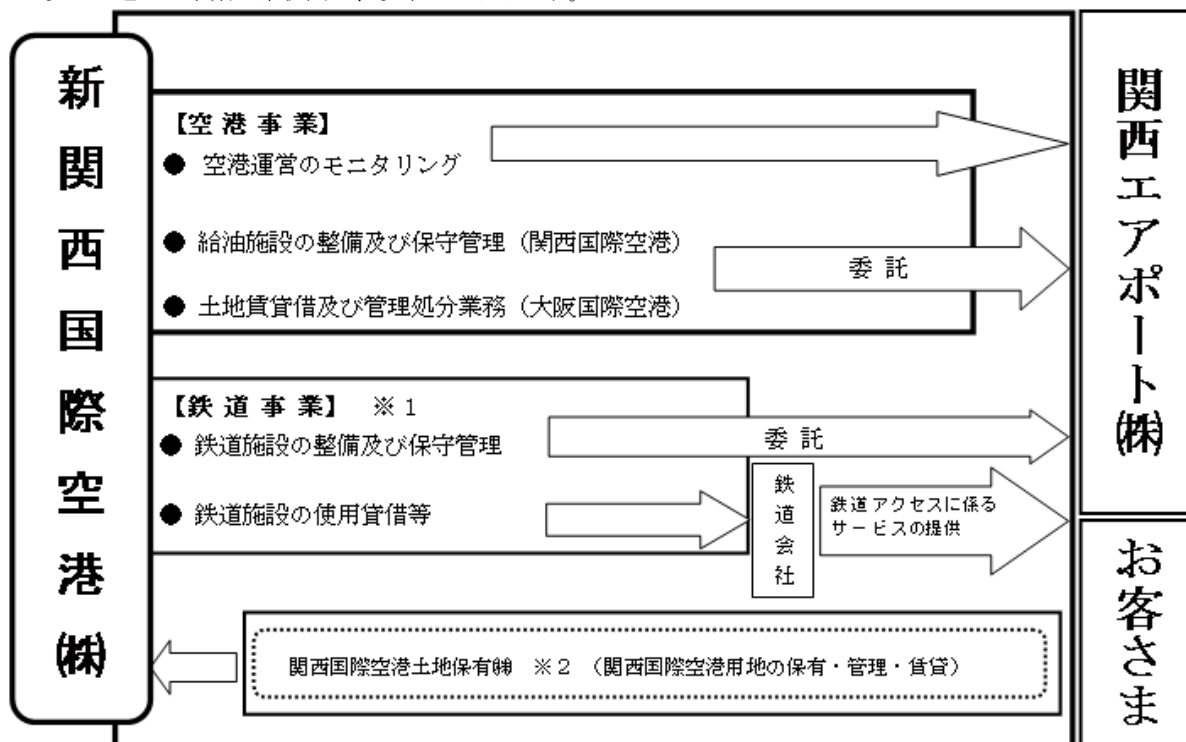 新関西国際空港㈱
【空港事業】
● 空港運営のモニタリング
● 給油施設の整備及び保守管理（関西国際空港）
● 土地賃貸借及び管理処分業務（大阪国際空港）
委託
【鉄道事業】 ※１
● 鉄道施設の整備及び保守管理
委託
● 鉄道施設の使用貸借等
鉄道会社
鉄道アクセスに係る
サービスの提供
関西国際空港土地保有㈱ ※２ （関西国際空港用地の保有・管理・賃貸）
関西エアポート㈱
お客さま